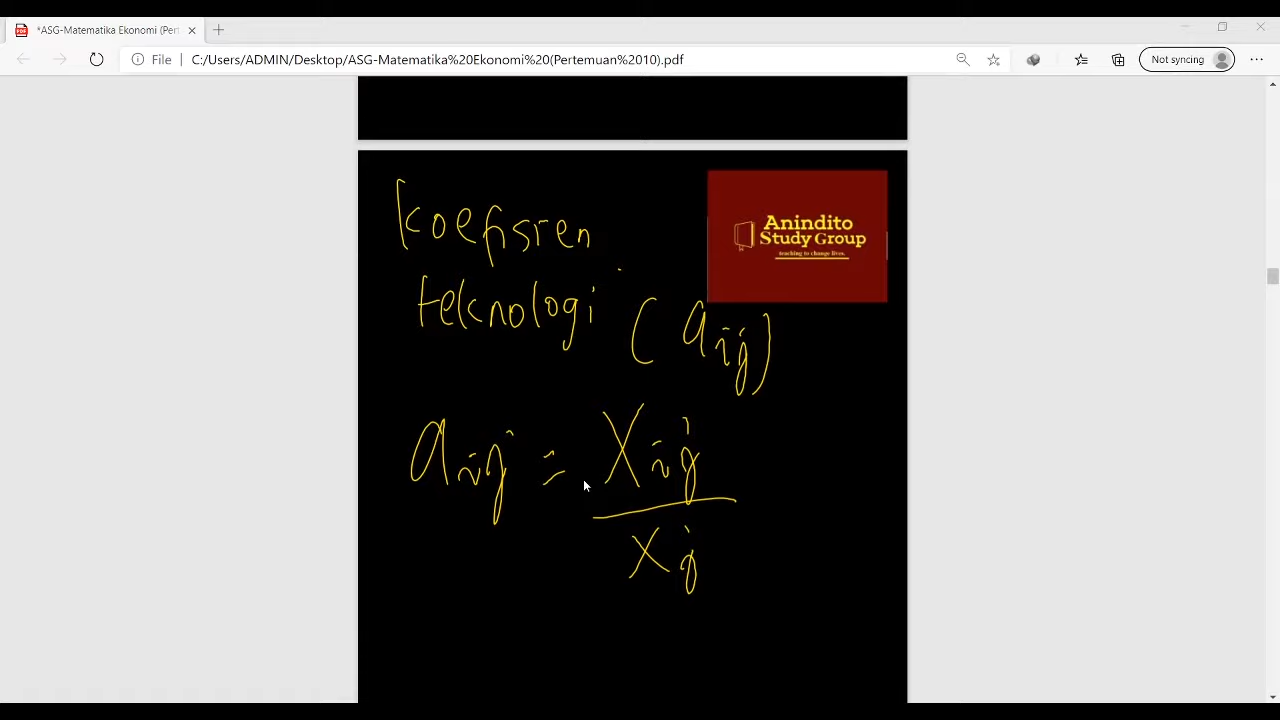 *ASG-Matematika Ekonomi (Pert
File
C:/Users/ADMIN/Desktop/ASG-Matematika%20Ekonomi%20(Pertemuan%2010).pdf
Not syncing
koefisien
teknologi (aij)
Anindito
Study Group
teaching to change lives.
aij = Xij
Xj